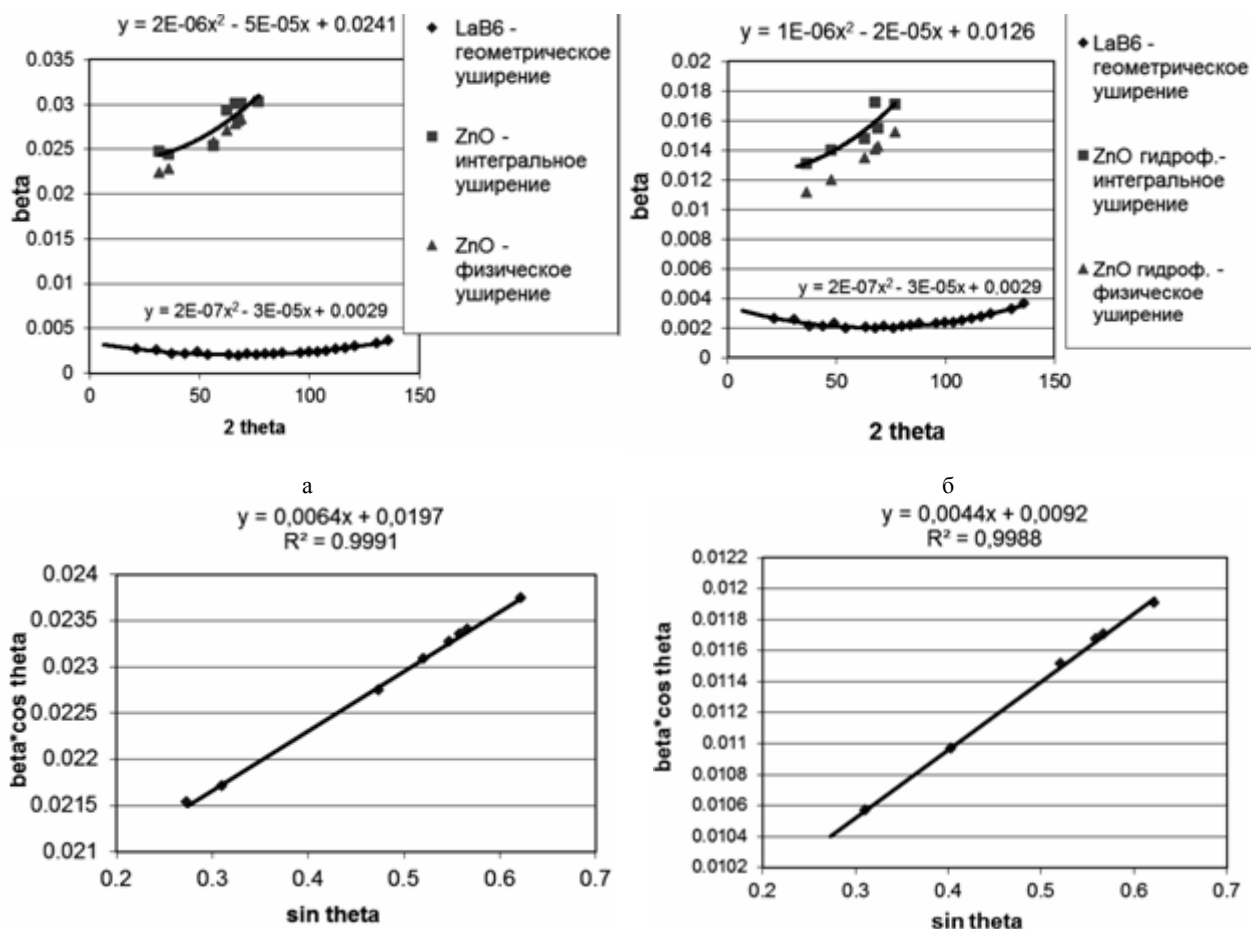 y = 2E-06x² - 5E-05x + 0.0241
0.035
0.03
0.025
0.02
0.015
0.01
0.005
0
beta
y = 2E-07x² - 3E-05x + 0.0029
0
50
100
150
2 theta
LaB6 -
геометрическое
уширение
ZnO -
интегральное
уширение
ZnO -
физическое
уширение
а
y = 1E-06x² - 2E-05x + 0.0126
0.02
0.018
0.016
0.014
0.012
0.01
0.008
0.006
0.004
0.002
0
beta
y = 2E-07x² - 3E-05x + 0,0029
0
50
100
150
2 theta
LaB6 -
геометрическое
уширение
ZnO гидроф.-
интегральное
уширение
ZnO гидроф. -
физическое
уширение
б
y = 0,0064x + 0,0197
R² = 0.9991
0.024
0.0235
0.023
0.0225
0.022
0.0215
0.021
beta*cos theta
0.2
0.3
0.4
0.5
0.6
0.7
sin theta
y = 0,0044x + 0,0092
R² = 0,9988
0.0122
0.012
0.0118
0.0116
0.0114
0.0112
0.011
0.0108
0.0106
0.0104
0.0102
beta*cos theta
0.2
0.3
0.4
0.5
0.6
0.7
sin theta